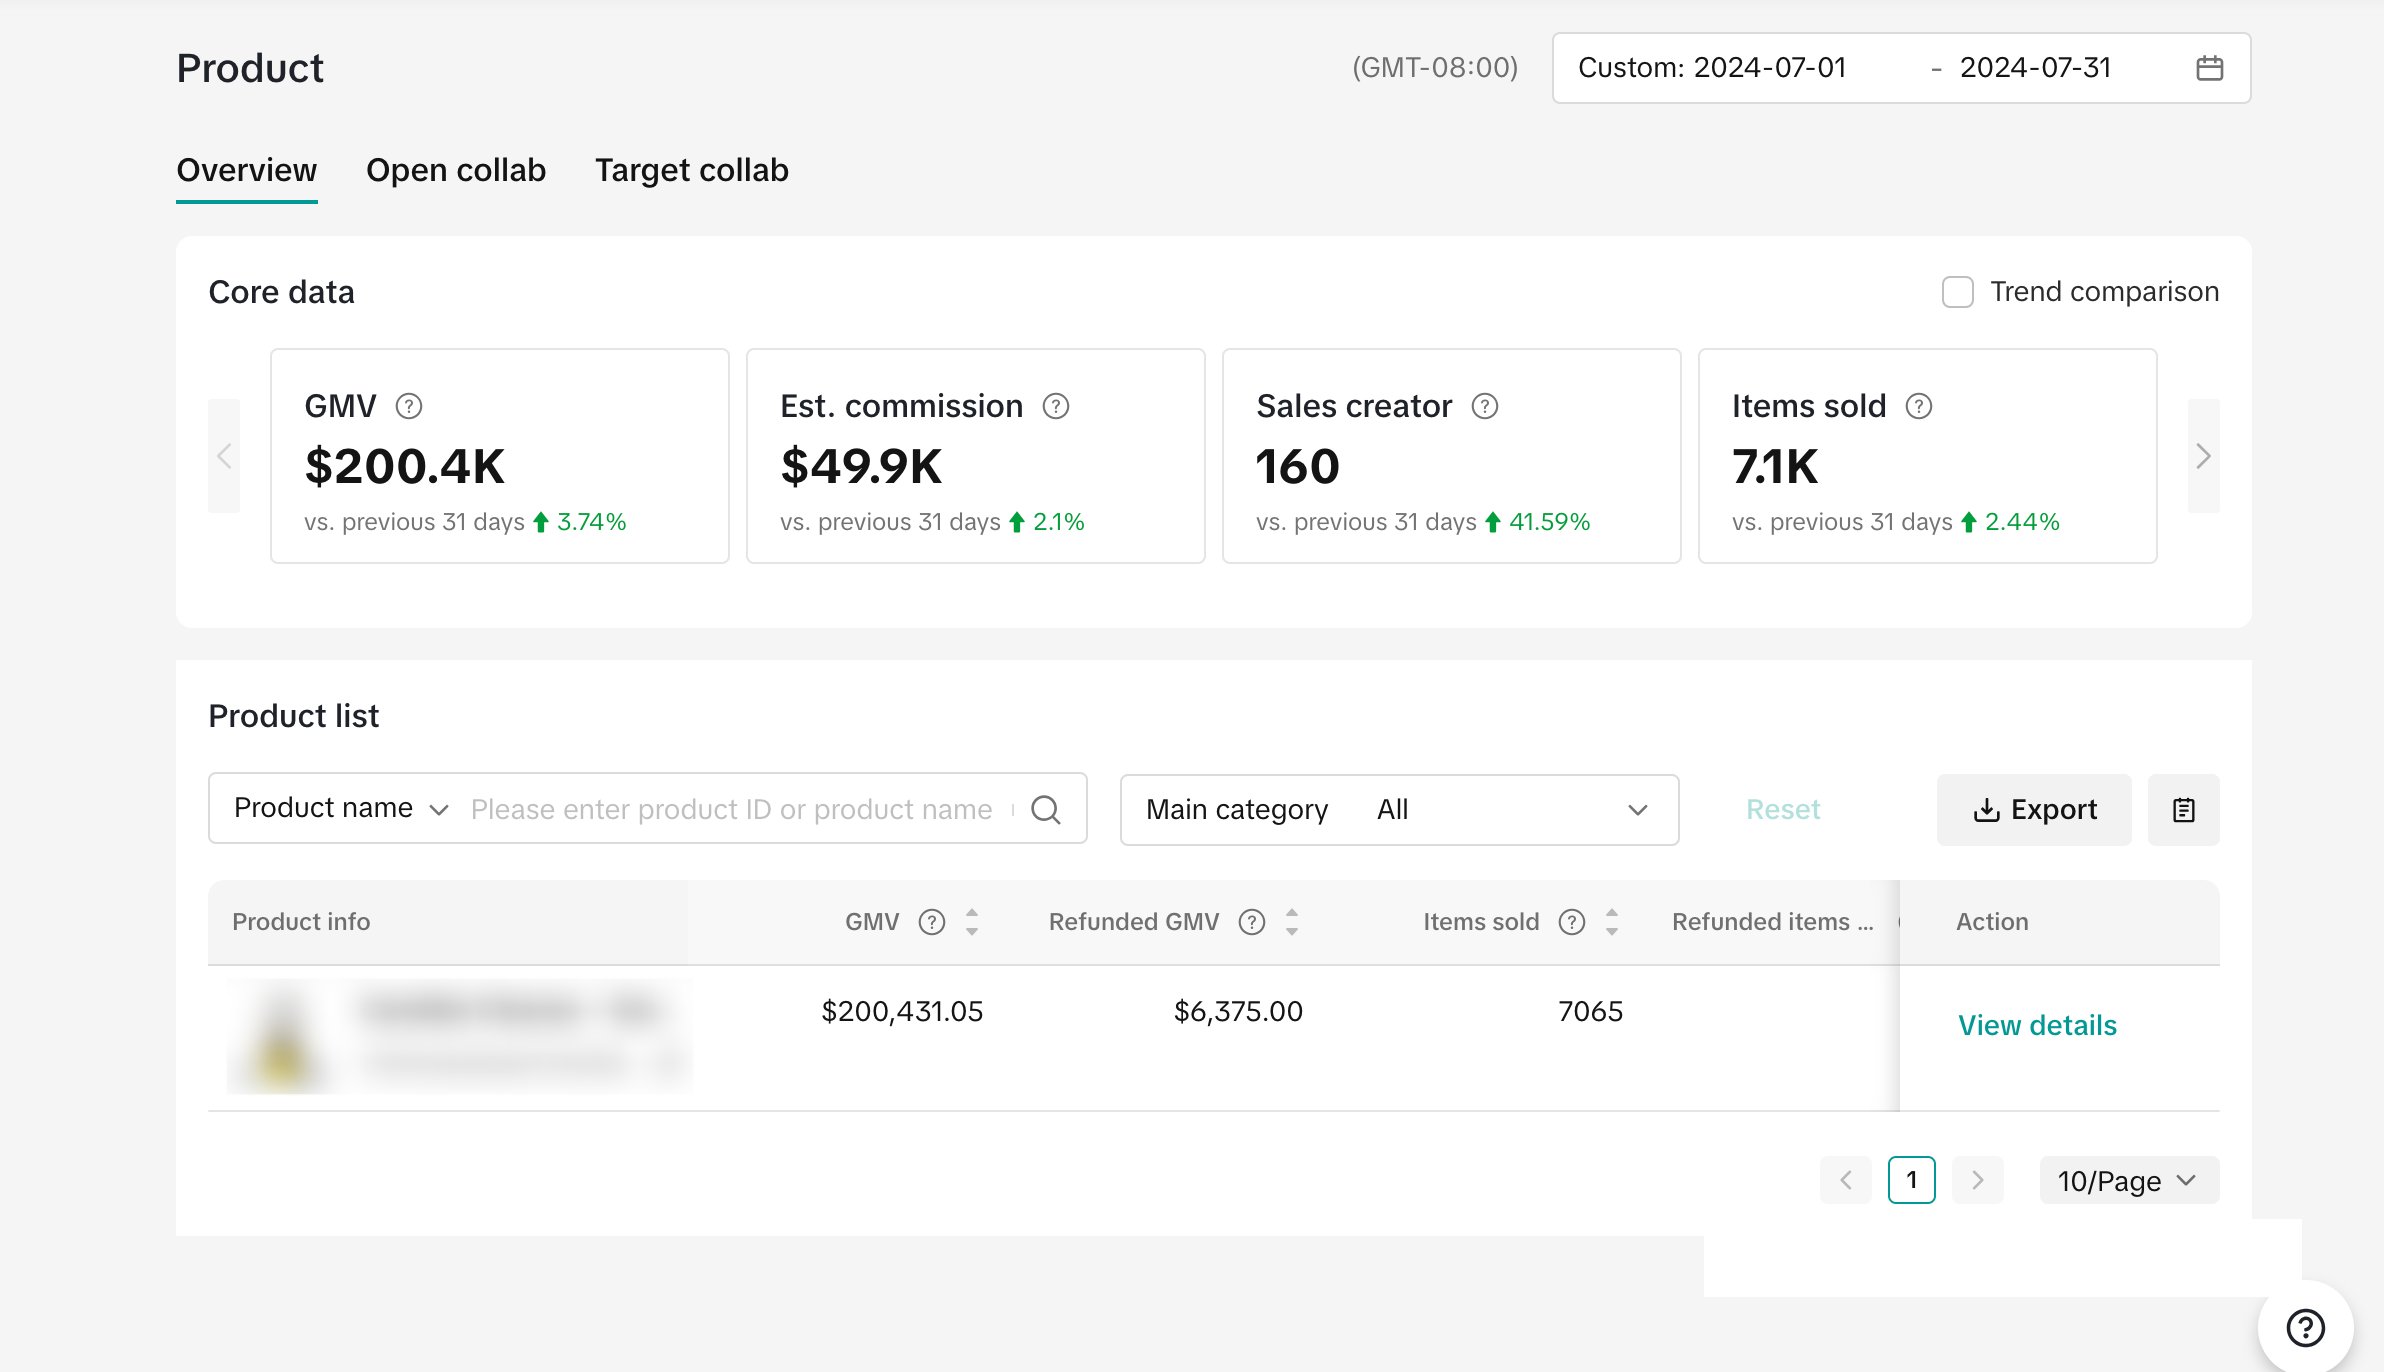 Product
(GMT-08:00) Custom: 2024-07-01 - 2024-07-31
Overview Open collab Target collab
Core data
Trend comparison
GMV
$200.4K
vs. previous 31 days 3.74%
Est. commission
$49.9K
vs. previous 31 days 2.1%
Sales creator
160
vs. previous 31 days 41.59%
Items sold
7.1K
vs. previous 31 days 2.44%
Product list
Product name Please enter product ID or product name
Main category All
Reset
Export
Product info GMV Refunded GMV Items sold Refunded items ... Action
$200,431.05 $6,375.00 7065 View details
1 10/Page